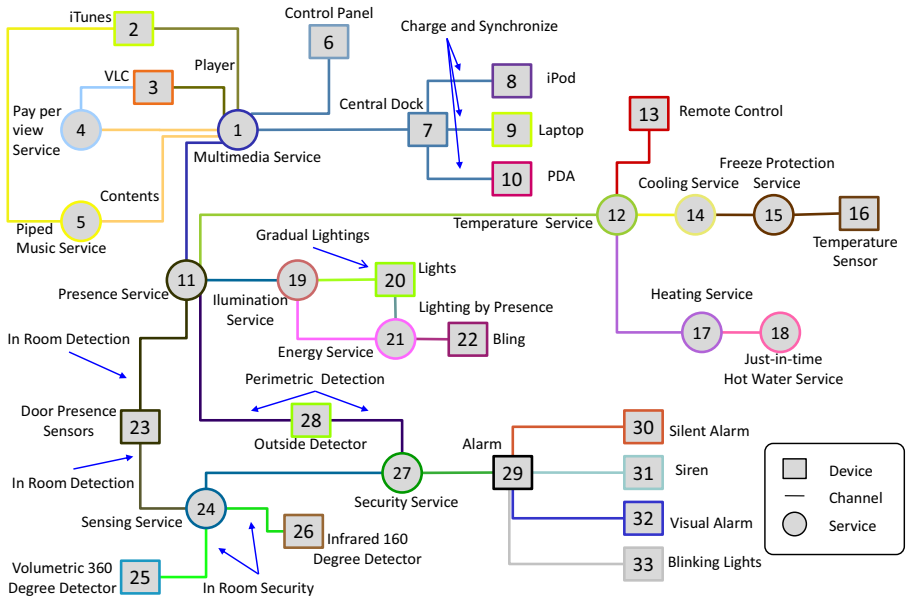 iTunes
2
Control Panel
6
Charge and Synchronize
Player
VLC
3
8
iPod
Central Dock
Pay per
view
Service
4
1
7
9
Laptop
Multimedia Service
13
Remote Control
10
PDA
Contents
Freeze Protection
Service
Cooling Service
5
Piped
Music Service
Temperature Service
12
14
15
16
Temperature
Sensor
Gradual Lightings
11
Presence Service
19
Ilumination
Service
20
Lights
Heating Service
Lighting by Presence
In Room Detection
21
Energy Service
22
Bling
17
18
Just-in-time
Hot Water Service
Perimetric Detection
Door Presence
Sensors
23
28
Outside Detector
Alarm
30
Silent Alarm
In Room Detection
27
Security Service
29
31
Siren
Device
Channel
Service
24
Sensing Service
26
Infrared 160
Degree Detector
32
Visual Alarm
Volumetric 360
Degree Detector
25
In Room Security
33
Blinking Lights